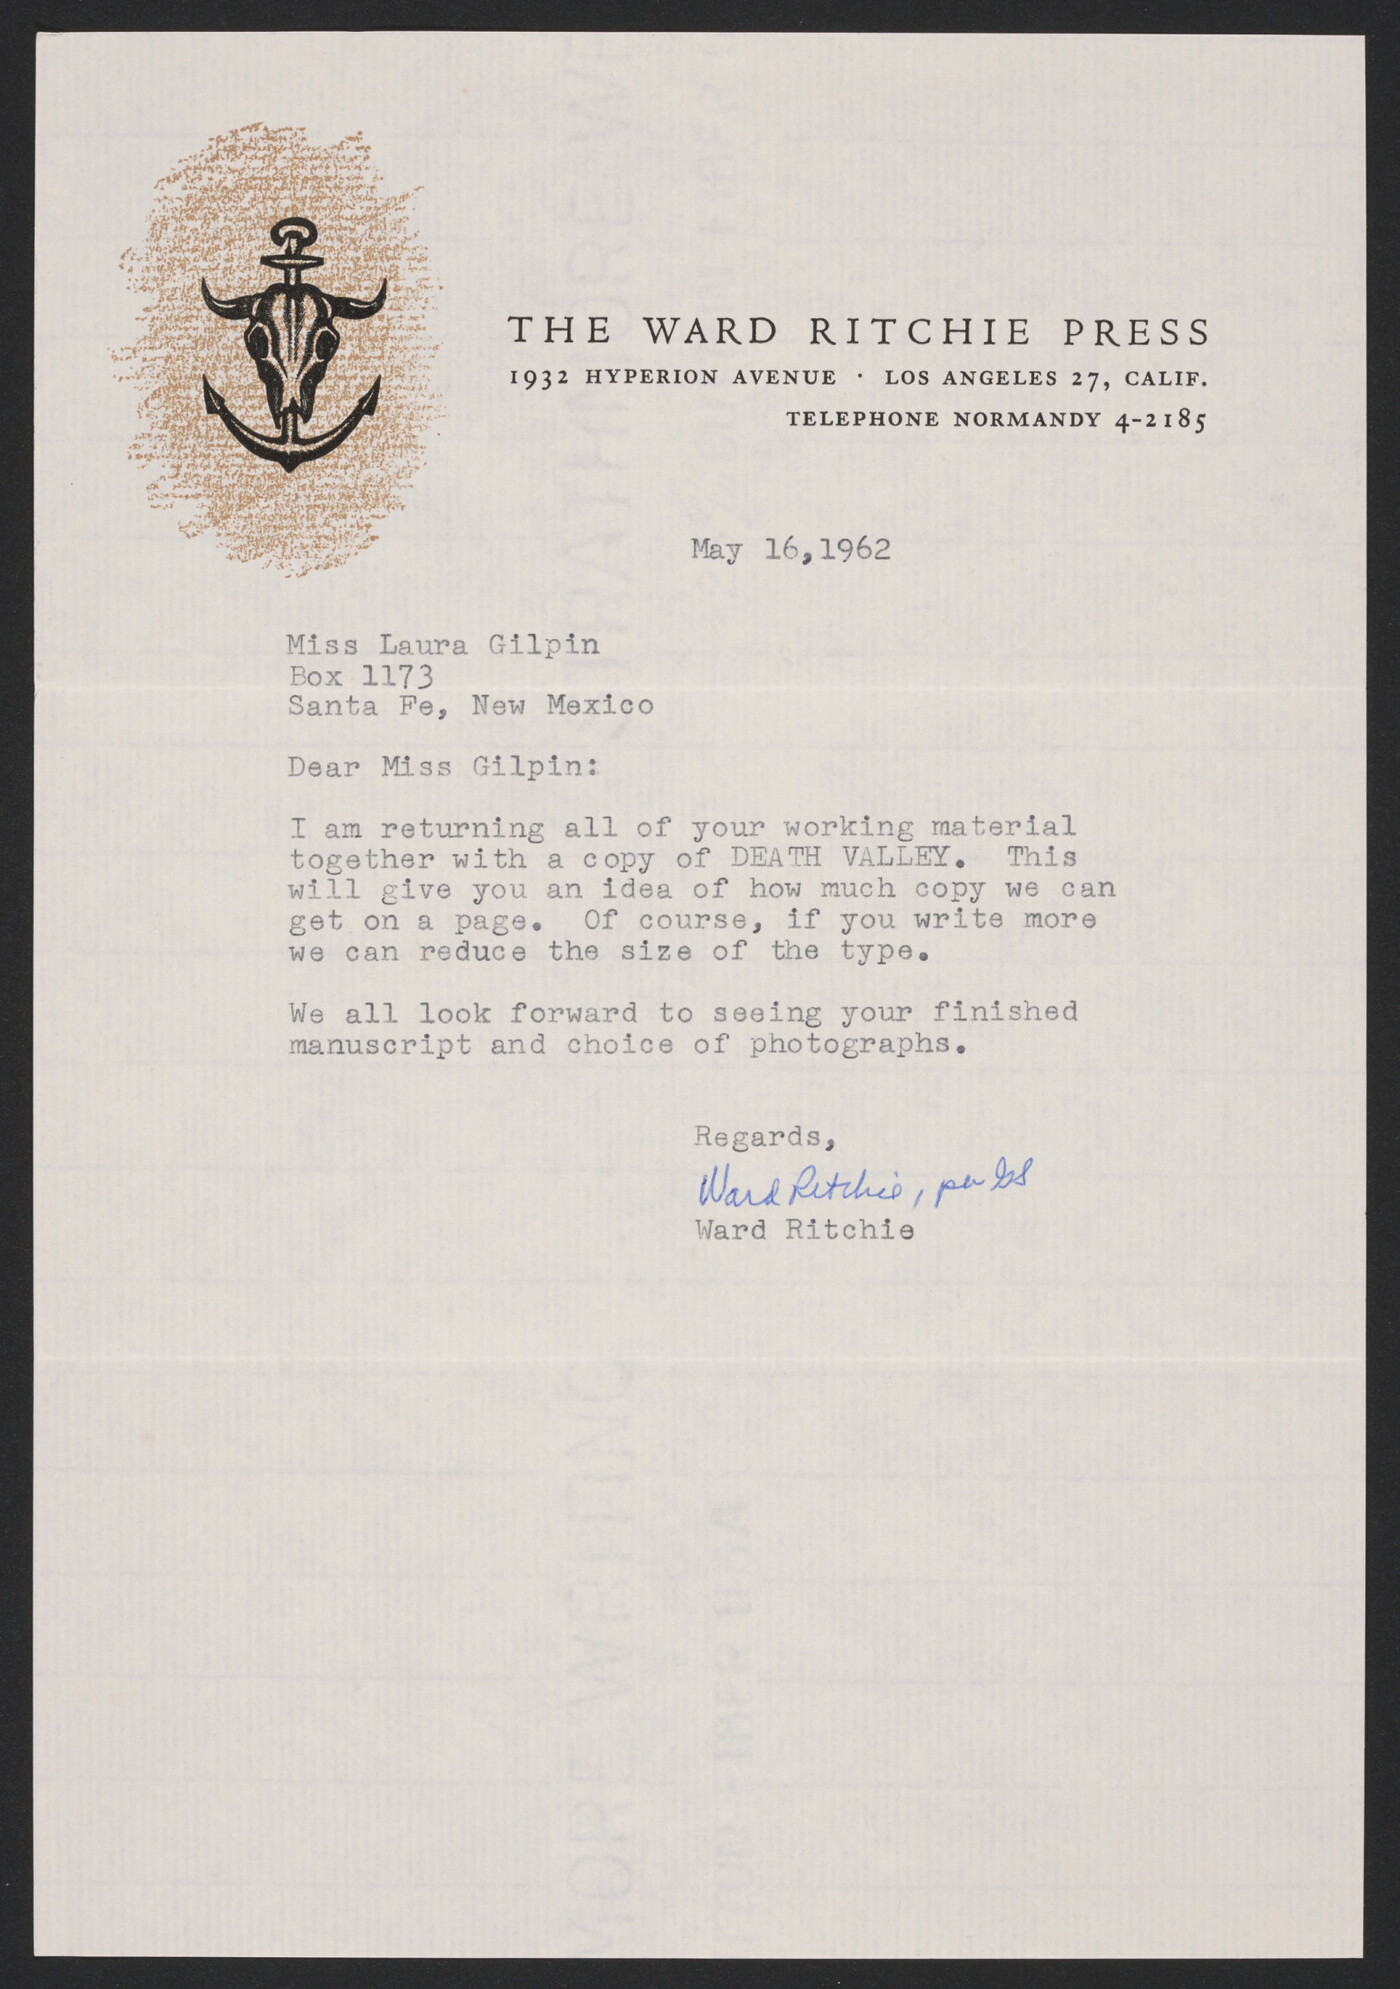 THE WARD RITCHIE PRESS
1932 HYPERION AVENUE · LOS ANGELES 27, CALIF.
TELEPHONE NORMANDY 4-2185
May 16,1962
Miss Laura Gilpin
Box 1173
Santa Fe, New Mexico
Dear Miss Gilpin:
I am returning all of your working material
together with a copy of DEATH VALLEY. This
will give you an idea of how much copy we can
get on a page. Of course, if you write more
we can reduce the size of the type.
We all look forward to seeing your finished
manuscript and choice of photographs.
Regards,
Ward Ritchie, per
Ward Ritchie